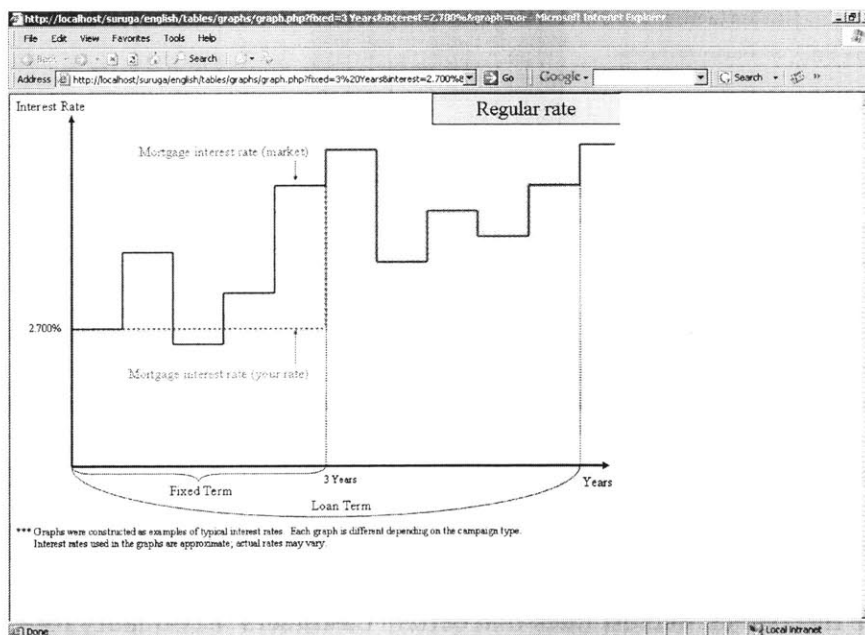 http://localhost/suruga/english/tables/graphs/graph.php?fixed=3 Years&interest=2.700%&graph=nor - Microsoft Internet Explorer
File Edit View Favorites Tools Help
Back Search
Address http://localhost/suruga/english/tables/graphs/graph.php?fixed=3%20Years&interest=2.700%8 Go Google Search »
Interest Rate
Regular rate
Mortgage interest rate (market)
2.700%
Mortgage interest rate (your rate)
3 Years
Years
Fixed Term
Loan Term
*** Graphs were constructed as examples of typical interest rates. Each graph is different depending on the campaign type.
Interest rates used in the graphs are approximate; actual rates may vary.
Done Local intranet